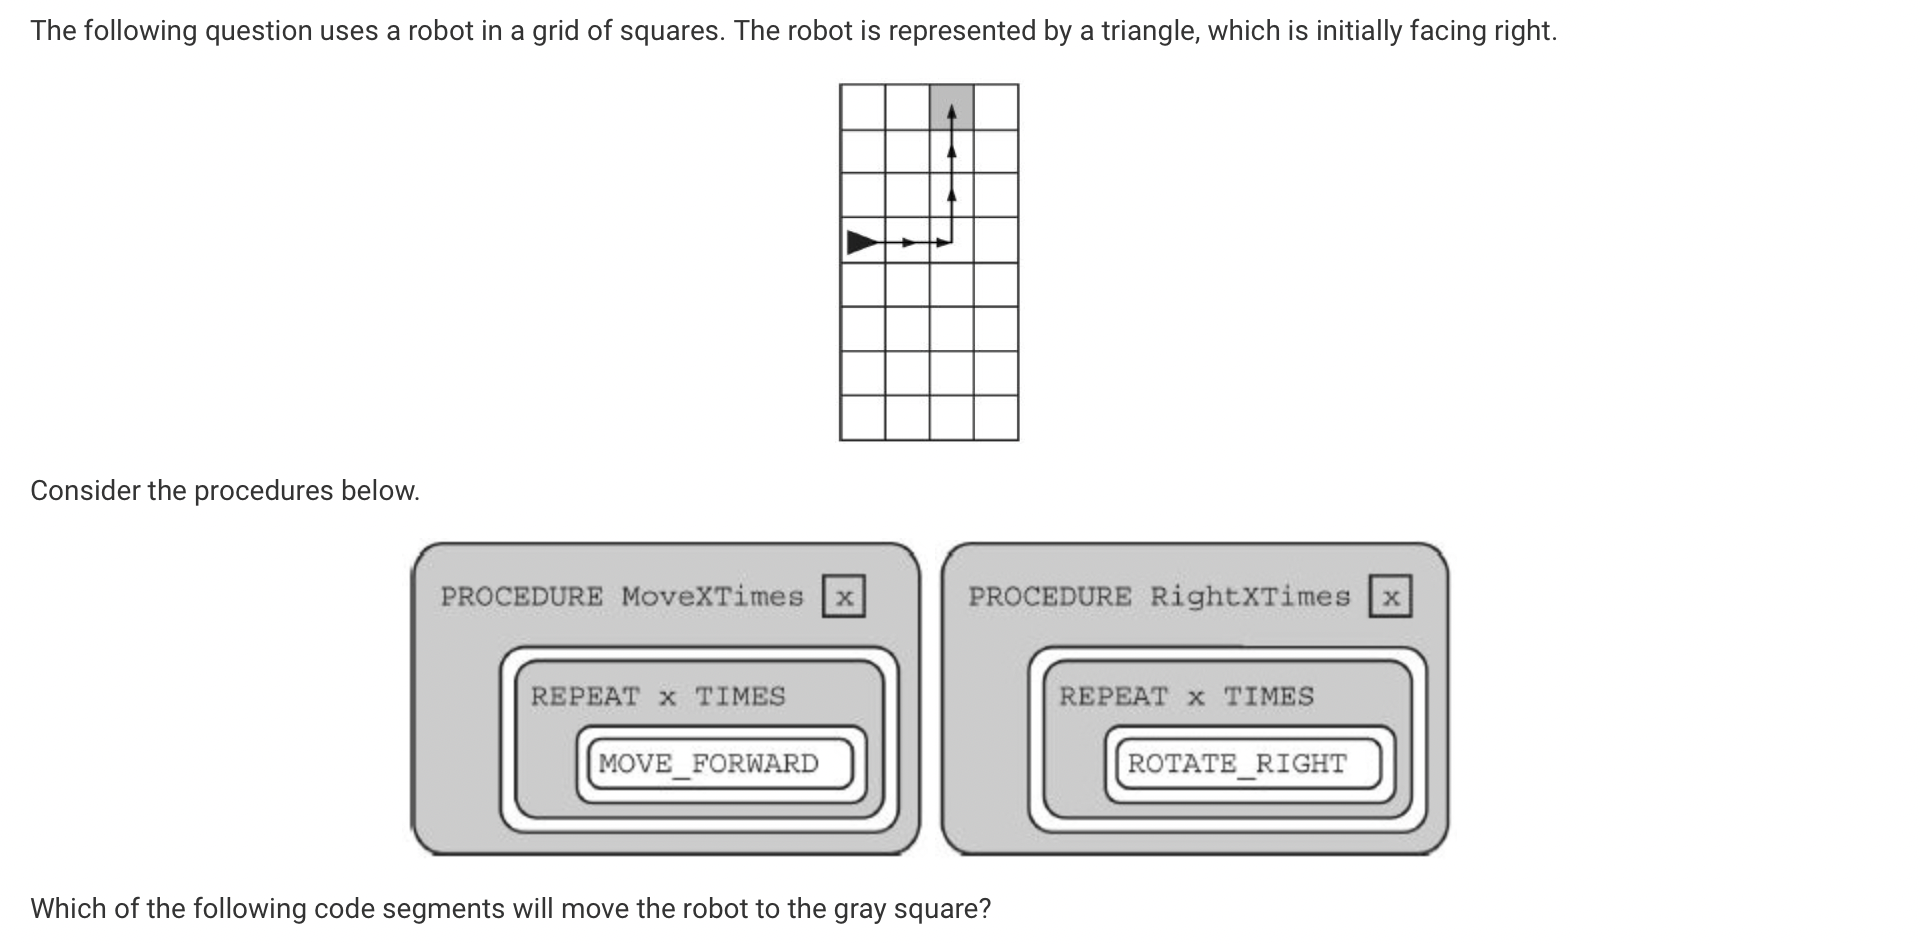 The following question uses a robot in a grid of squares. The robot is represented by a triangle, which is initially facing right.
Consider the procedures below.
PROCEDURE MoveXTimes x
REPEAT x TIMES
MOVE_FORWARD
PROCEDURE RightXTimes x
REPEAT x TIMES
ROTATE_RIGHT
Which of the following code segments will move the robot to the gray square?